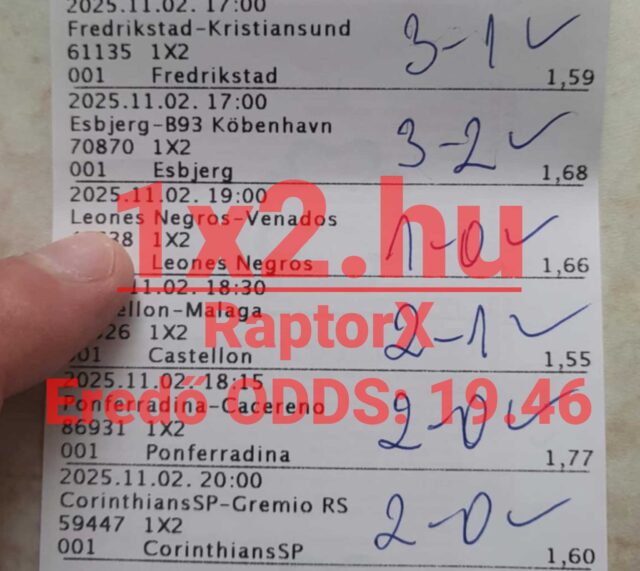 2025.11.02. 17:00
Fredrikstad-Kristiansund
3-1 ✓
61135 1X2
001 Fredrikstad 1,59
2025.11.02. 17:00
Esbjerg-B93 Köbenhavn
3-2 ✓
70870 1X2
001 Esbjerg 1,68
2025.11.02. 19:00
Leones Negros-Venados
1-0 ✓
38 1X2
Leones Negros 1,66
1x2.hu
11.02. 18:30
ellon-Malaga
RaptorX
2-1 ✓
26 1X2
001 Castellon 1,55
2025.11.02. 18:15
Eredő ODDS: 19.46
Ponferradina-Cacereno
2-0 ✓
86931 1X2
001 Ponferradina 1,77
2025.11.02. 20:00
CorinthiansSP-Gremio RS
2-0 ✓
59447 1X2
001 CorinthiansSP 1,60